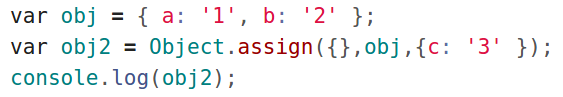 var obj = { a: '1', b: '2' };
var obj2 = Object.assign({},obj,{c: '3' });
console.log(obj2);